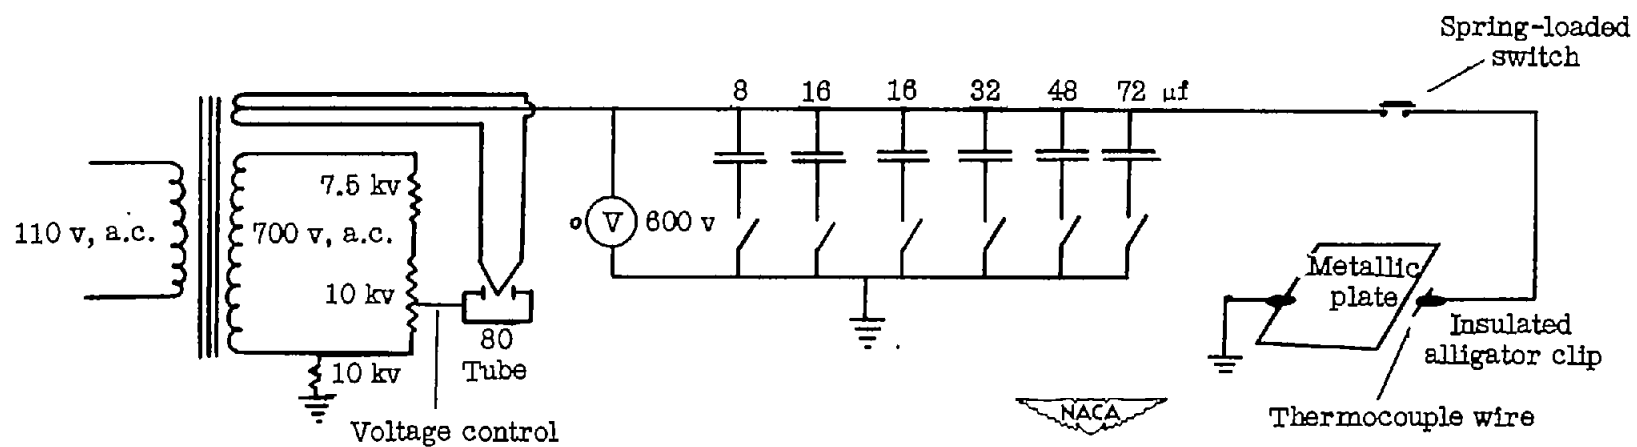 Spring-loaded
switch
8 16 16 32 48 72 μf
7.5 kv
110 v, a.c.
700 v, a.c.
V 600 v
10 kv
80
Tube
10 kv
Voltage control
Metallic
plate
Insulated
alligator clip
Thermocouple wire
NACA